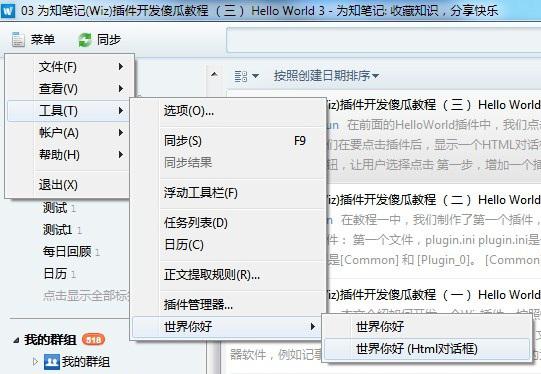 03 为知笔记(Wiz)插件开发傻瓜教程 （三） Hello World 3 - 为知笔记: 收藏知识，分享快乐
菜单 同步
文件(F)
查看(V)
工具(T)
帐户(A)
帮助(H)
退出(X)
选项(O)...
同步(S) F9
同步结果
浮动工具栏(F)
任务列表(D)
日历(C)
正文提取规则(R)...
插件管理器...
世界你好
世界你好
世界你好 (Html对话框)
测试 1
测试1 1
每日回顾 1
日历 1
点击显示全部标
我的群组 518
我的群组
按照创建日期排序
Wiz)插件开发傻瓜教程 （三） Hello World
un 在前面的HelloWorld插件中，我们点
们在要点击插件后，显示一个HTML对话框
钮，让用户选择点 第一步，增加一个
Wiz)插件开发傻瓜教程 （二） Hello World
un 在教程一中，我们制作了第一个插件，
件： 第一个文件，plugin.ini plugin.ini是
是[Common] 和 [Plugin_0]。 [Common
Wiz)插件开发傻瓜教程 （一） Hello World
器软件，例如记事